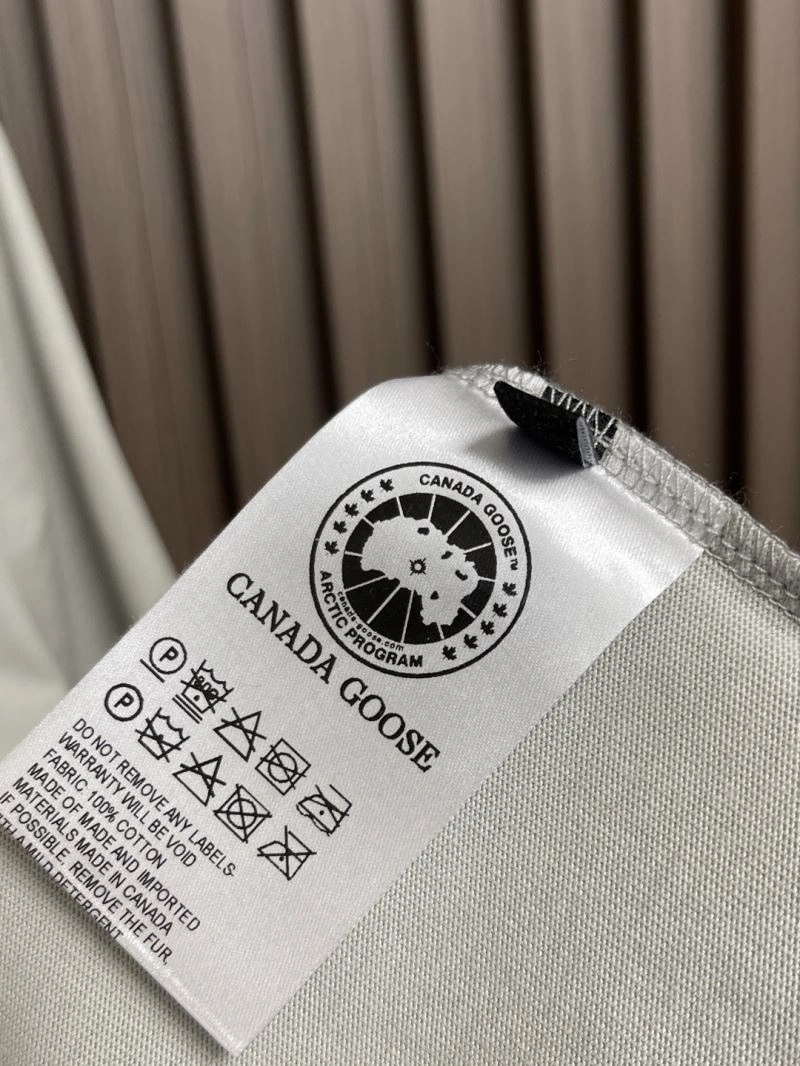 CANADA GOOSE™
canada-goose.com
ARCTIC PROGRAM
CANADA GOOSE
P
P
DO NOT REMOVE ANY LABELS-
WARRANTY WILL BE VOID
FABRIC 100% COTTON
MADE OF MADE AND IMPORTED
MATERIALS MADE IN CANADA
IF POSSIBLE, REMOVE THE FUR,
A MILD DETERGENT